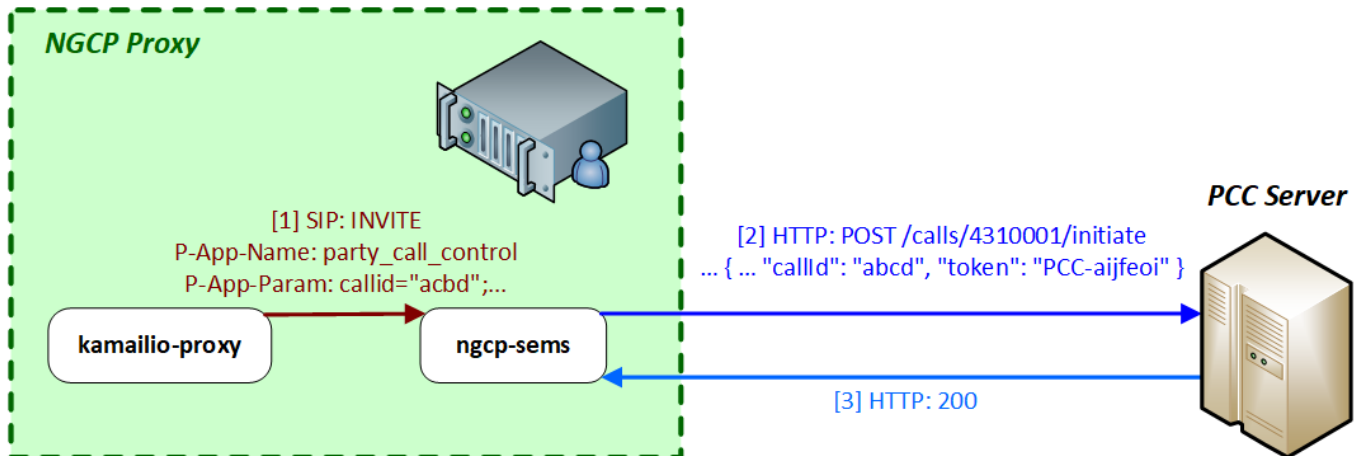 NGCP Proxy
[1] SIP: INVITE
P-App-Name: party_call_control
P-App-Param: callid="acbd";...
kamailio-proxy
ngcp-sems
PCC Server
[2] HTTP: POST /calls/4310001/initiate
... { ... "callId": "abcd", "token": "PCC-aijfeoi" }
[3] HTTP: 200